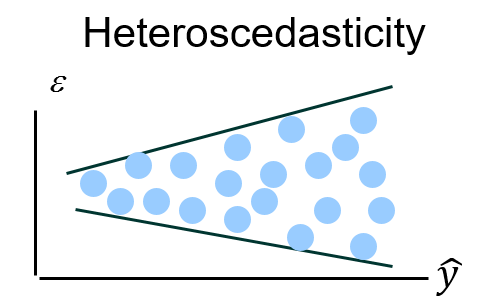 Heteroscedasticity
ε
ŷ